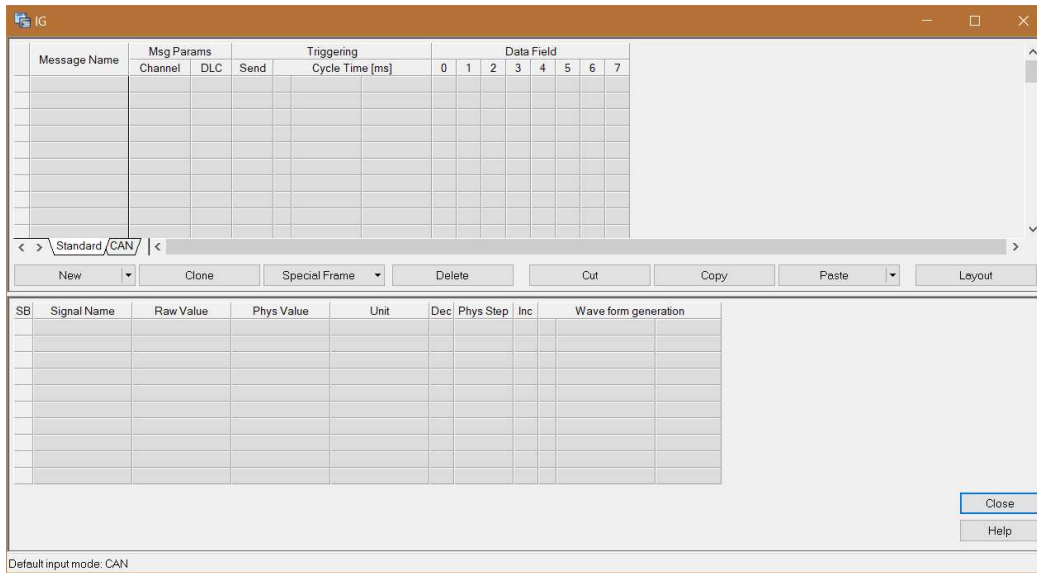 IG
Message Name Msg Params Triggering Data Field
Channel DLC Send Cycle Time [ms] 0 1 2 3 4 5 6 7
Standard CAN
New Clone Special Frame Delete Cut Copy Paste Layout
SB Signal Name Raw Value Phys Value Unit Dec Phys Step Inc Wave form generation
Close
Help
Default input mode: CAN